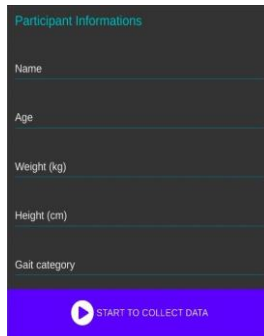 Participant Informations
Name
Age
Weight (kg)
Height (cm)
Gait category
START TO COLLECT DATA